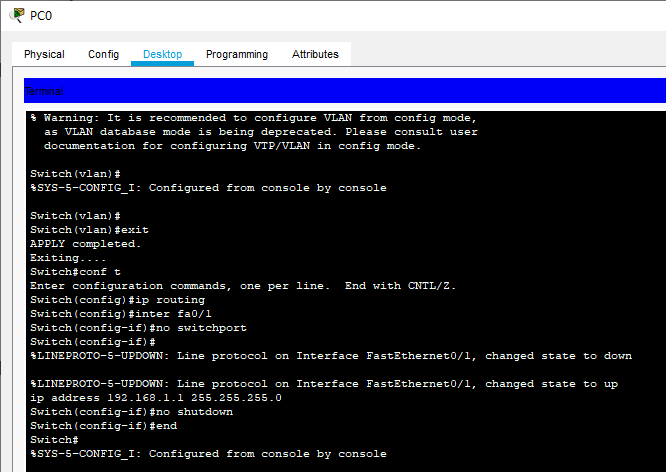 PC0
Physical Config Desktop Programming Attributes
Terminal
% Warning: It is recommended to configure VLAN from config mode,
as VLAN database mode is being deprecated. Please consult user
documentation for configuring VTP/VLAN in config mode.
Switch(vlan)#
%SYS-5-CONFIG_I: Configured from console by console
Switch(vlan)#
Switch(vlan)#exit
APPLY completed.
Exiting....
Switch#conf t
Enter configuration commands, one per line.  End with CNTL/Z.
Switch(config)#ip routing
Switch(config)#inter fa0/1
Switch(config-if)#no switchport
Switch(config-if)#
%LINEPROTO-5-UPDOWN: Line protocol on Interface FastEthernet0/1, changed state to down
%LINEPROTO-5-UPDOWN: Line protocol on Interface FastEthernet0/1, changed state to up
ip address 192.168.1.1 255.255.255.0
Switch(config-if)#no shutdown
Switch(config-if)#end
Switch#
%SYS-5-CONFIG_I: Configured from console by console